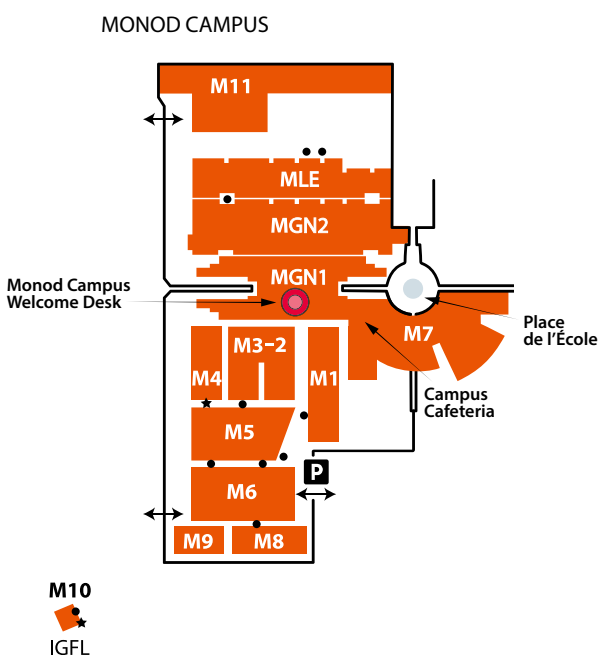 MONOD CAMPUS
M11
MLE
MGN2
MGN1
Monod Campus
Welcome Desk
Place
de l'École
M7
M3-2
M4
M1
Campus
Cafeteria
M5
P
M6
M9
M8
M10
IGFL